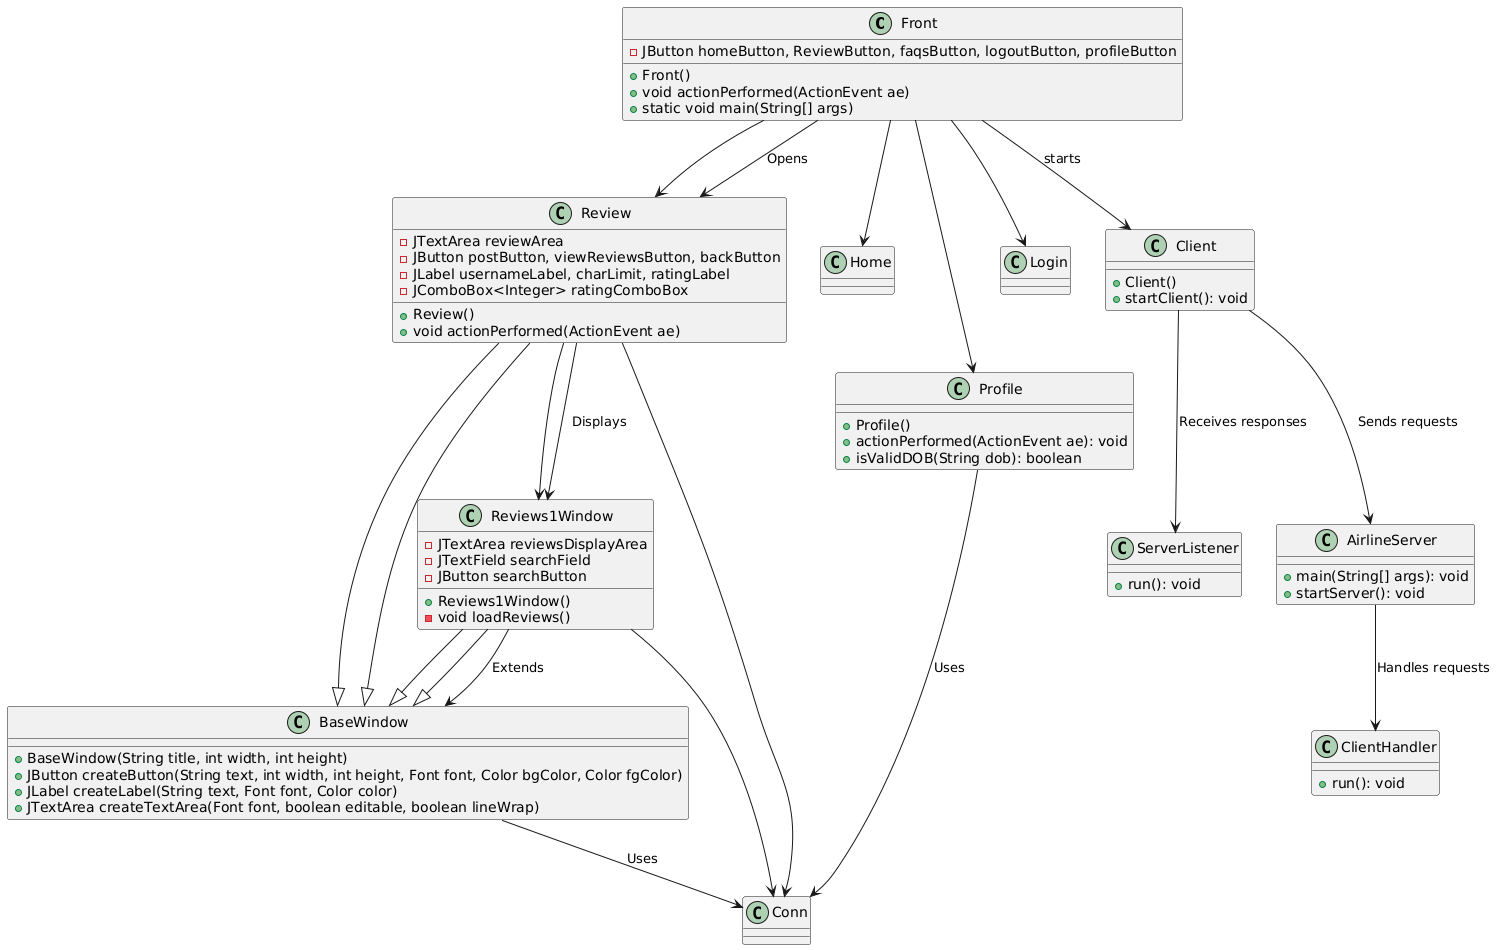 C Front
JButton homeButton, ReviewButton, faqsButton, logoutButton, profileButton
Front()
void actionPerformed(ActionEvent ae)
static void main(String[] args)
Opens
starts
C Review
JTextArea reviewArea
JButton postButton, viewReviewsButton, backButton
JLabel usernameLabel, charLimit, ratingLabel
JComboBox<Integer> ratingComboBox
Review()
void actionPerformed(ActionEvent ae)
C Home
C Login
C Client
Client()
startClient(): void
Displays
C Profile
Profile()
actionPerformed(ActionEvent ae): void
isValidDOB(String dob): boolean
Receives responses
Sends requests
C Reviews1Window
JTextArea reviewsDisplayArea
JTextField searchField
JButton searchButton
Reviews1Window()
void loadReviews()
C ServerListener
run(): void
C AirlineServer
main(String[] args): void
startServer(): void
Extends
Uses
Handles requests
C BaseWindow
BaseWindow(String title, int width, int height)
JButton createButton(String text, int width, int height, Font font, Color bgColor, Color fgColor)
JLabel createLabel(String text, Font font, Color color)
JTextArea createTextArea(Font font, boolean editable, boolean lineWrap)
C ClientHandler
run(): void
Uses
C Conn